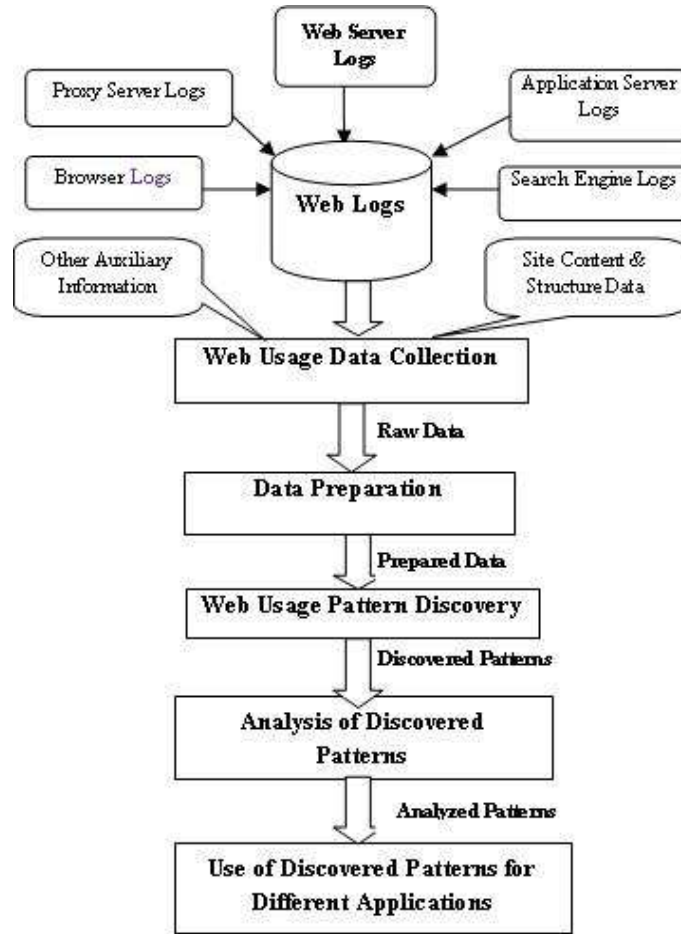 Web Server
Logs
Proxy Server Logs
Application Server
Logs
Browser Logs
Search Engine Logs
Web Logs
Other Auxiliary
Information
Site Content &
Structure Data
Web Usage Data Collection
Raw Data
Data Preparation
Prepared Data
Web Usage Pattern Discovery
Discovered Patterns
Analysis of Discovered
Patterns
Analyzed Patterns
Use of Discovered Patterns for
Different Applications